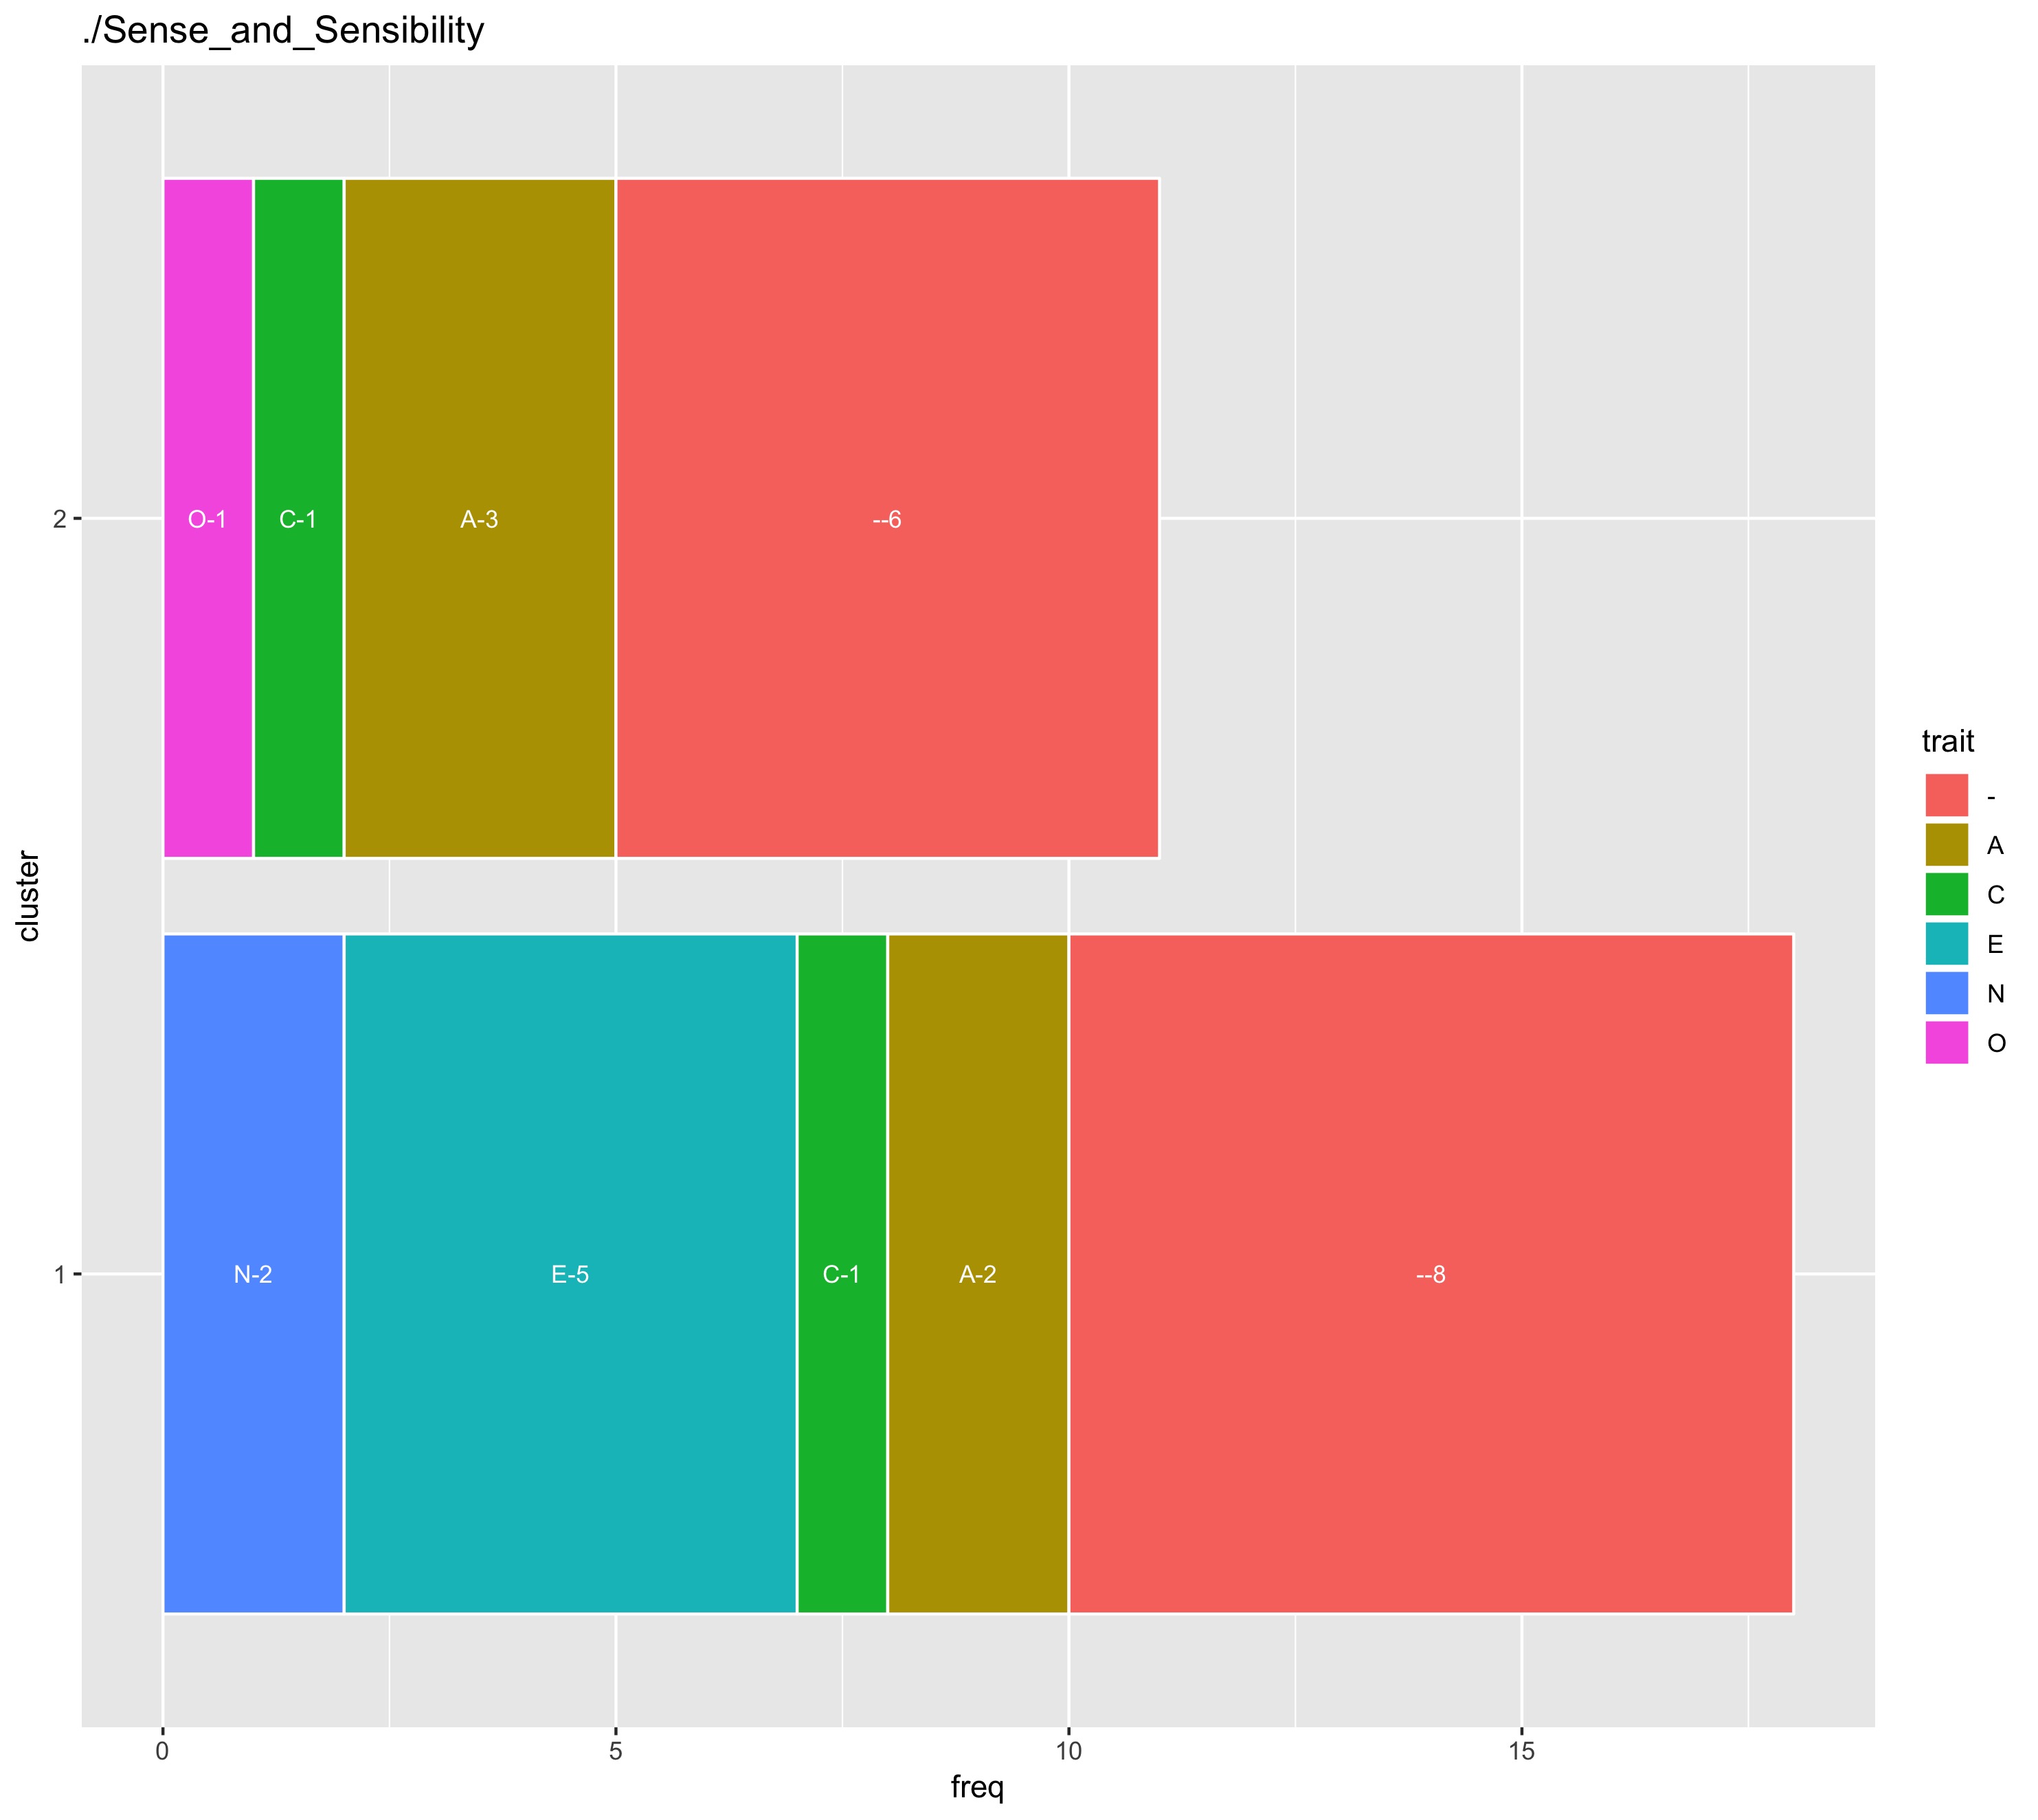 ./Sense_and_Sensibility
2
O-1 C-1 A-3 --6
cluster
1
N-2 E-5 C-1 A-2 --8
0 5 10 15
freq
trait
-
A
C
E
N
O